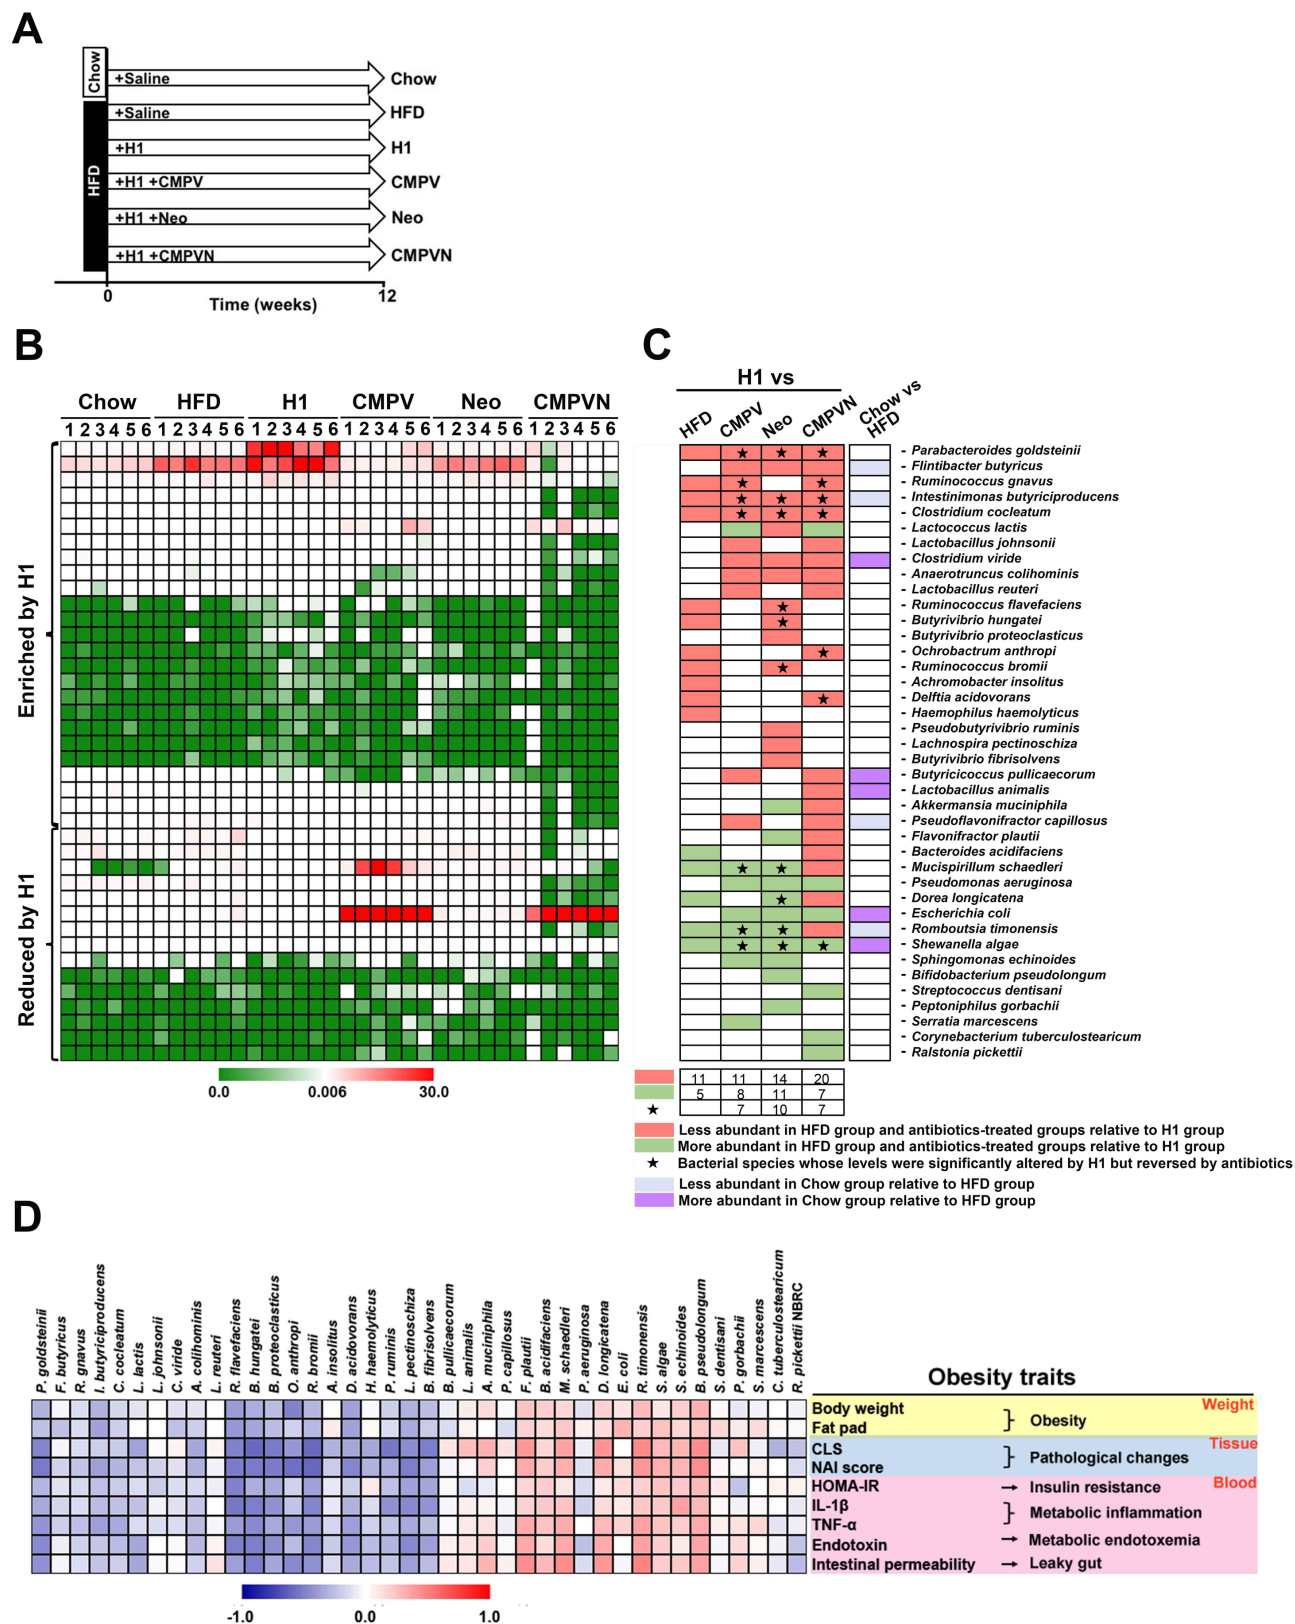 A
Chow
HFD
+Saline
Chow
+Saline
HFD
+H1
H1
+H1 +CMPV
CMPV
+H1 +Neo
Neo
+H1 +CMPVN
CMPVN
0
12
Time (weeks)
B
Chow HFD H1 CMPV Neo CMPVN
1 2 3 4 5 6 1 2 3 4 5 6 1 2 3 4 5 6 1 2 3 4 5 6 1 2 3 4 5 6 1 2 3 4 5 6
Enriched by H1
Reduced by H1
0.0 0.006 30.0
C
H1 vs
HFD CMPV Neo CMPVN
Chow vs
HFD
- Parabacteroides goldsteinii
- Flintibacter butyricus
- Ruminococcus gnavus
- Intestinimonas butyriciproducens
- Clostridium cocleatum
- Lactococcus lactis
- Lactobacillus johnsonii
- Clostridium viride
- Anaerotruncus colihominis
- Lactobacillus reuteri
- Ruminococcus flavefaciens
- Butyrivibrio hungatei
- Butyrivibrio proteoclasticus
- Ochrobactrum anthropi
- Ruminococcus bromii
- Achromobacter insolitus
- Delftia acidovorans
- Haemophilus haemolyticus
- Pseudobutyrivibrio ruminis
- Lachnospira pectinoschiza
- Butyrivibrio fibrisolvens
- Butyricicoccus pullicaecorum
- Lactobacillus animalis
- Akkermansia muciniphila
- Pseudoflavonifractor capillosus
- Flavonifractor plautii
- Bacteroides acidifaciens
- Mucispirillum schaedleri
- Pseudomonas aeruginosa
- Dorea longicatena
- Escherichia coli
- Romboutsia timonensis
- Shewanella algae
- Sphingomonas echinoides
- Bifidobacterium pseudolongum
- Streptococcus dentisani
- Peptoniphilus gorbachii
- Serratia marcescens
- Corynebacterium tuberculostearicum
- Ralstonia pickettii
11 11 14 20
5 8 11 7
★ 7 10 7
Less abundant in HFD group and antibiotics-treated groups relative to H1 group
More abundant in HFD group and antibiotics-treated groups relative to H1 group
★ Bacterial species whose levels were significantly altered by H1 but reversed by antibiotics
Less abundant in Chow group relative to HFD group
More abundant in Chow group relative to HFD group
D
P. goldsteinii
F. butyricus
R. gnavus
I. butyriciproducens
C. cocleatum
L. lactis
L. johnsonii
C. viride
A. colihominis
L. reuteri
R. flavefaciens
B. hungatei
B. proteoclasticus
O. anthropi
R. bromii
A. insolitus
D. acidovorans
H. haemolyticus
P. ruminis
L. pectinoschiza
B. fibrisolvens
B. pullicaecorum
L. animalis
A. muciniphila
P. capillosus
F. plautii
B. acidifaciens
M. schaedleri
P. aeruginosa
D. longicatena
E. coli
R. timonensis
S. algae
S. echinoides
B. pseudolongum
S. dentisani
P. gorbachii
S. marcescens
C. tuberculostearicum
R. pickettii NBRC
Obesity traits
Weight
Body weight
Fat pad
Obesity
Tissue
CLS
NAI score
Pathological changes
Blood
HOMA-IR → Insulin resistance
IL-1β
TNF-α
Metabolic inflammation
Endotoxin → Metabolic endotoxemia
Intestinal permeability → Leaky gut
-1.0 0.0 1.0